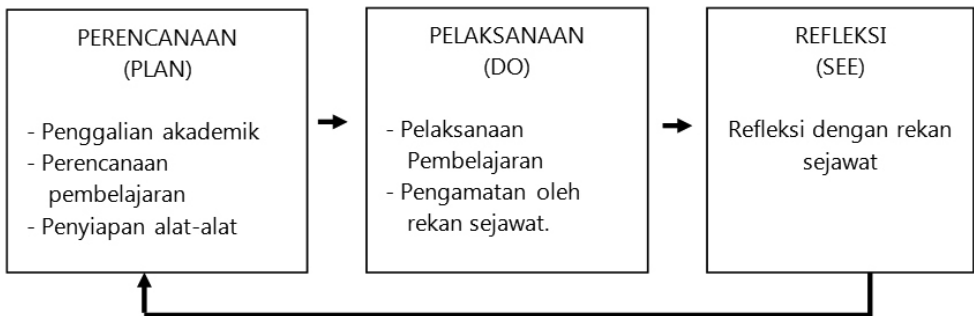 PERENCANAAN
(PLAN)
- Penggalian akademik
- Perencanaan
pembelajaran
- Penyiapan alat-alat
PELAKSANAAN
(DO)
- Pelaksanaan
Pembelajaran
- Pengamatan oleh
rekan sejawat.
REFLEKSI
(SEE)
Refleksi dengan rekan
sejawat